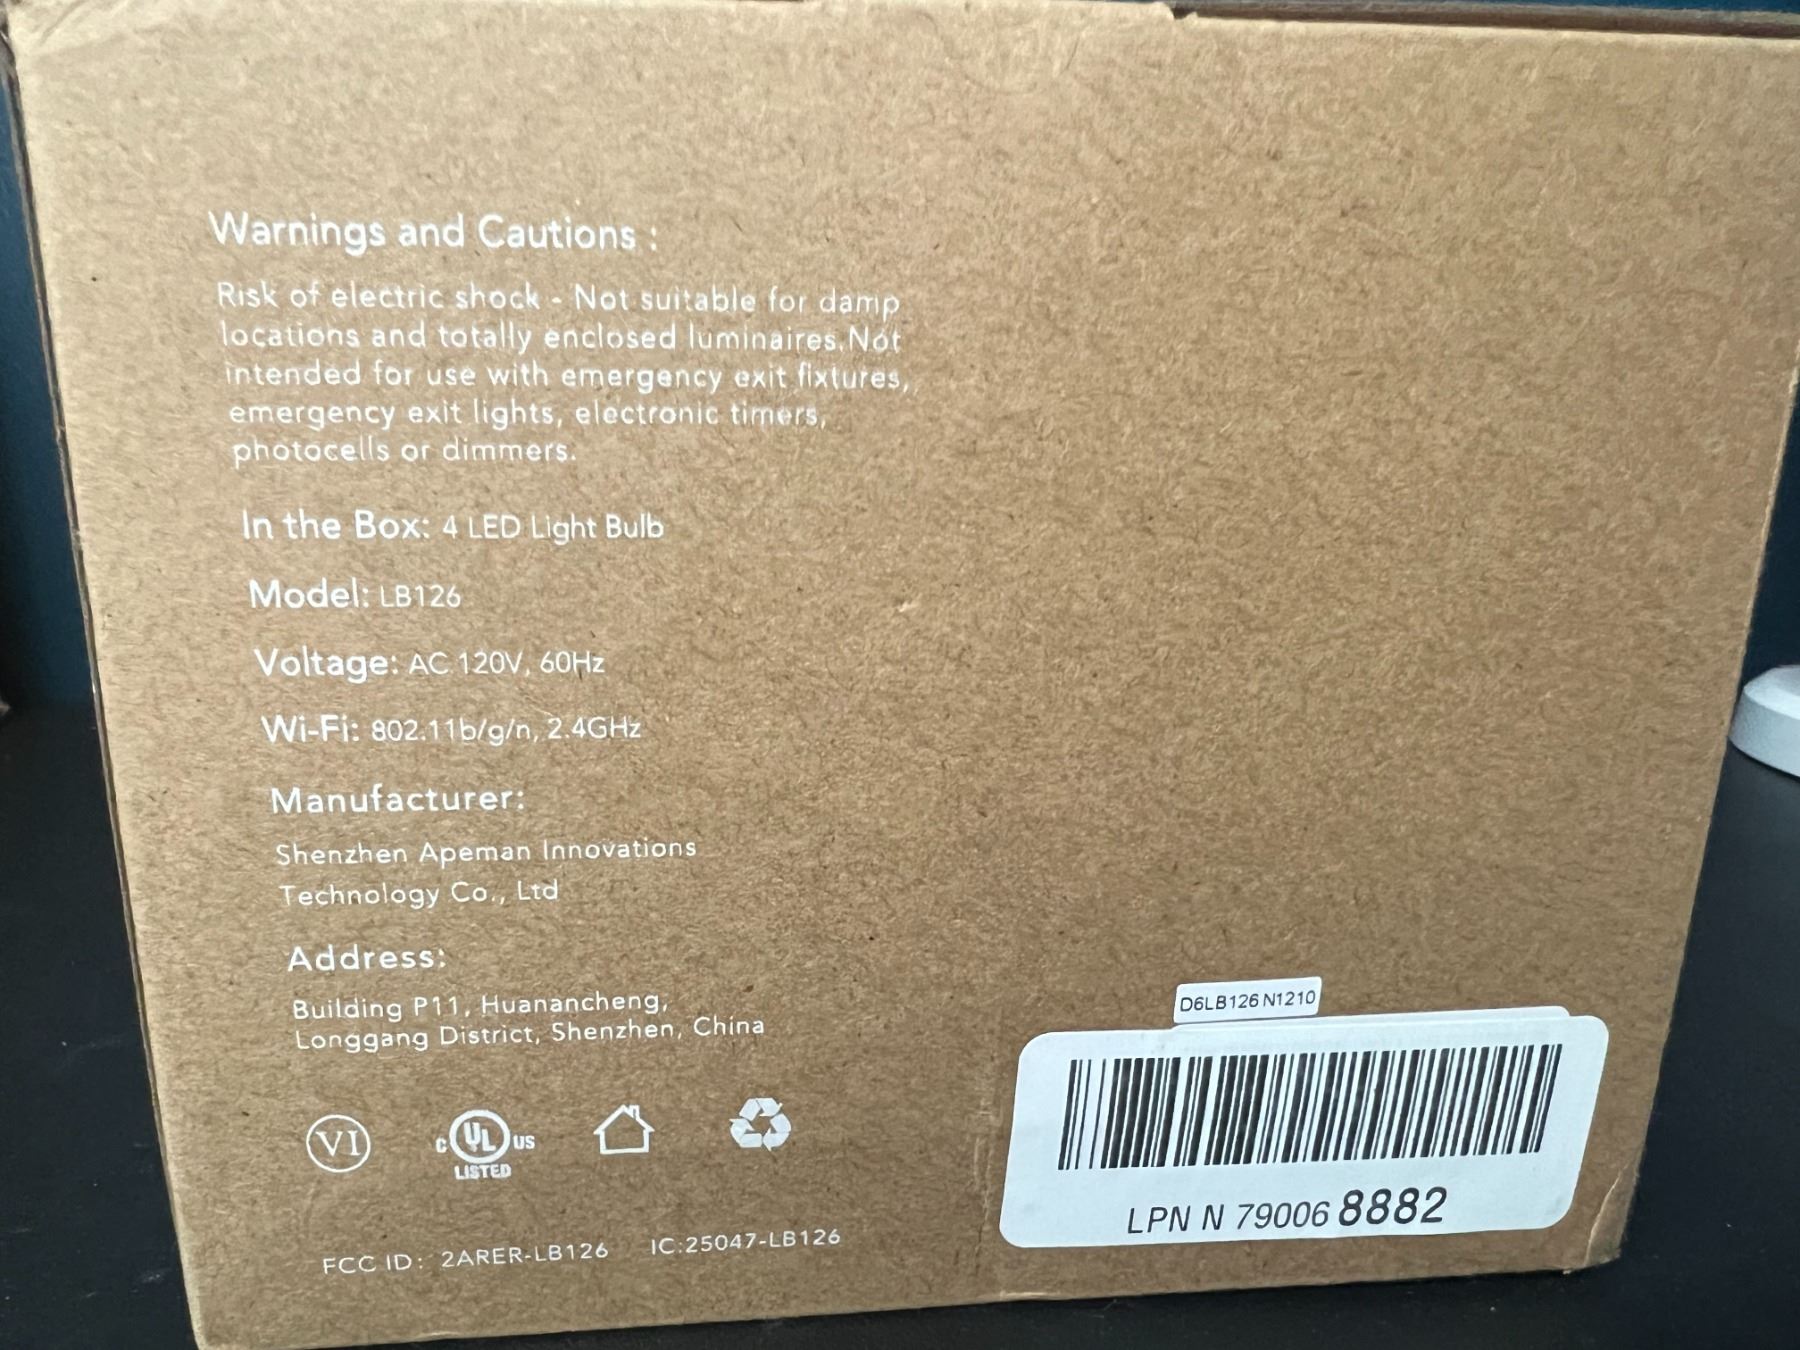 Warnings and Cautions :
Risk of electric shock - Not suitable for damp
locations and totally enclosed luminaires. Not
intended for use with emergency exit fixtures,
emergency exit lights, electronic timers,
photocells or dimmers.
In the Box: 4 LED Light Bulb
Model: LB126
Voltage: AC 120V, 60Hz
Wi-Fi: 802.11b/g/n, 2.4GHz
Manufacturer:
Shenzhen Apeman Innovations
Technology Co., Ltd
Address:
Building P11, Huanancheng,
Longgang District, Shenzhen, China
VI
C UL US
LISTED
FCC ID: 2ARER-LB126 IC:25047-LB126
D6LB126N1210
LPN N 79006 8882